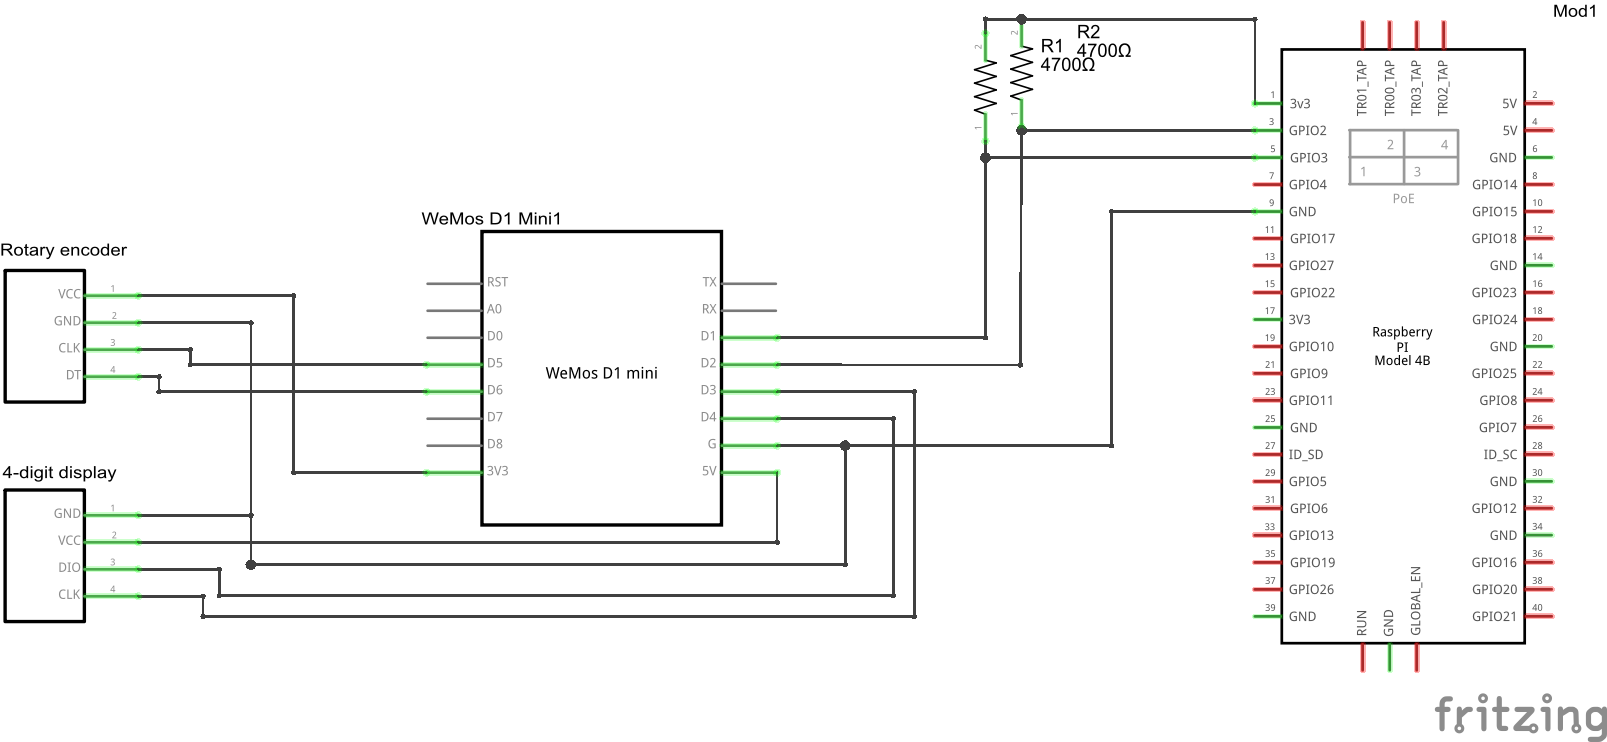 Mod1
R2
R1
4700Ω
4700Ω
2
2
1
1
TR01_TAP
TR00_TAP
TR03_TAP
TR02_TAP
1 3v3
5V 2
3 GPIO2
5V 4
5 GPIO3
GND 6
7 GPIO4
GPIO14 8
9 GND
GPIO15 10
11 GPIO17
GPIO18 12
13 GPIO27
GND 14
15 GPIO22
GPIO23 16
17 3V3
GPIO24 18
19 GPIO10
GND 20
21 GPIO9
GPIO25 22
23 GPIO11
GPIO8 24
25 GND
GPIO7 26
27 ID_SD
ID_SC 28
29 GPIO5
GND 30
31 GPIO6
GPIO12 32
33 GPIO13
GND 34
35 GPIO19
GPIO16 36
37 GPIO26
GPIO20 38
39 GND
GPIO21 40
2 4
1 3
PoE
Raspberry
PI
Model 4B
RUN
GND
GLOBAL_EN
WeMos D1 Mini1
RST TX
A0 RX
D0 D1
D5 D2
D6 D3
D7 D4
D8 G
3V3 5V
WeMos D1 mini
Rotary encoder
VCC 1
GND 2
CLK 3
DT 4
4-digit display
GND 1
VCC 2
DIO 3
CLK 4
fritzing